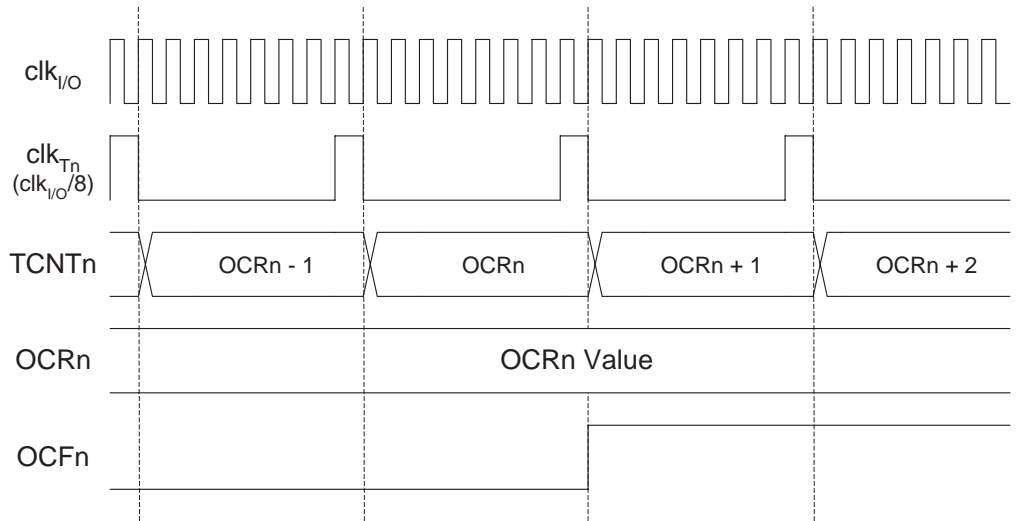 clkI/O
clkTn
(clkI/O/8)
TCNTn
OCRn - 1
OCRn
OCRn + 1
OCRn + 2
OCRn
OCRn Value
OCFn